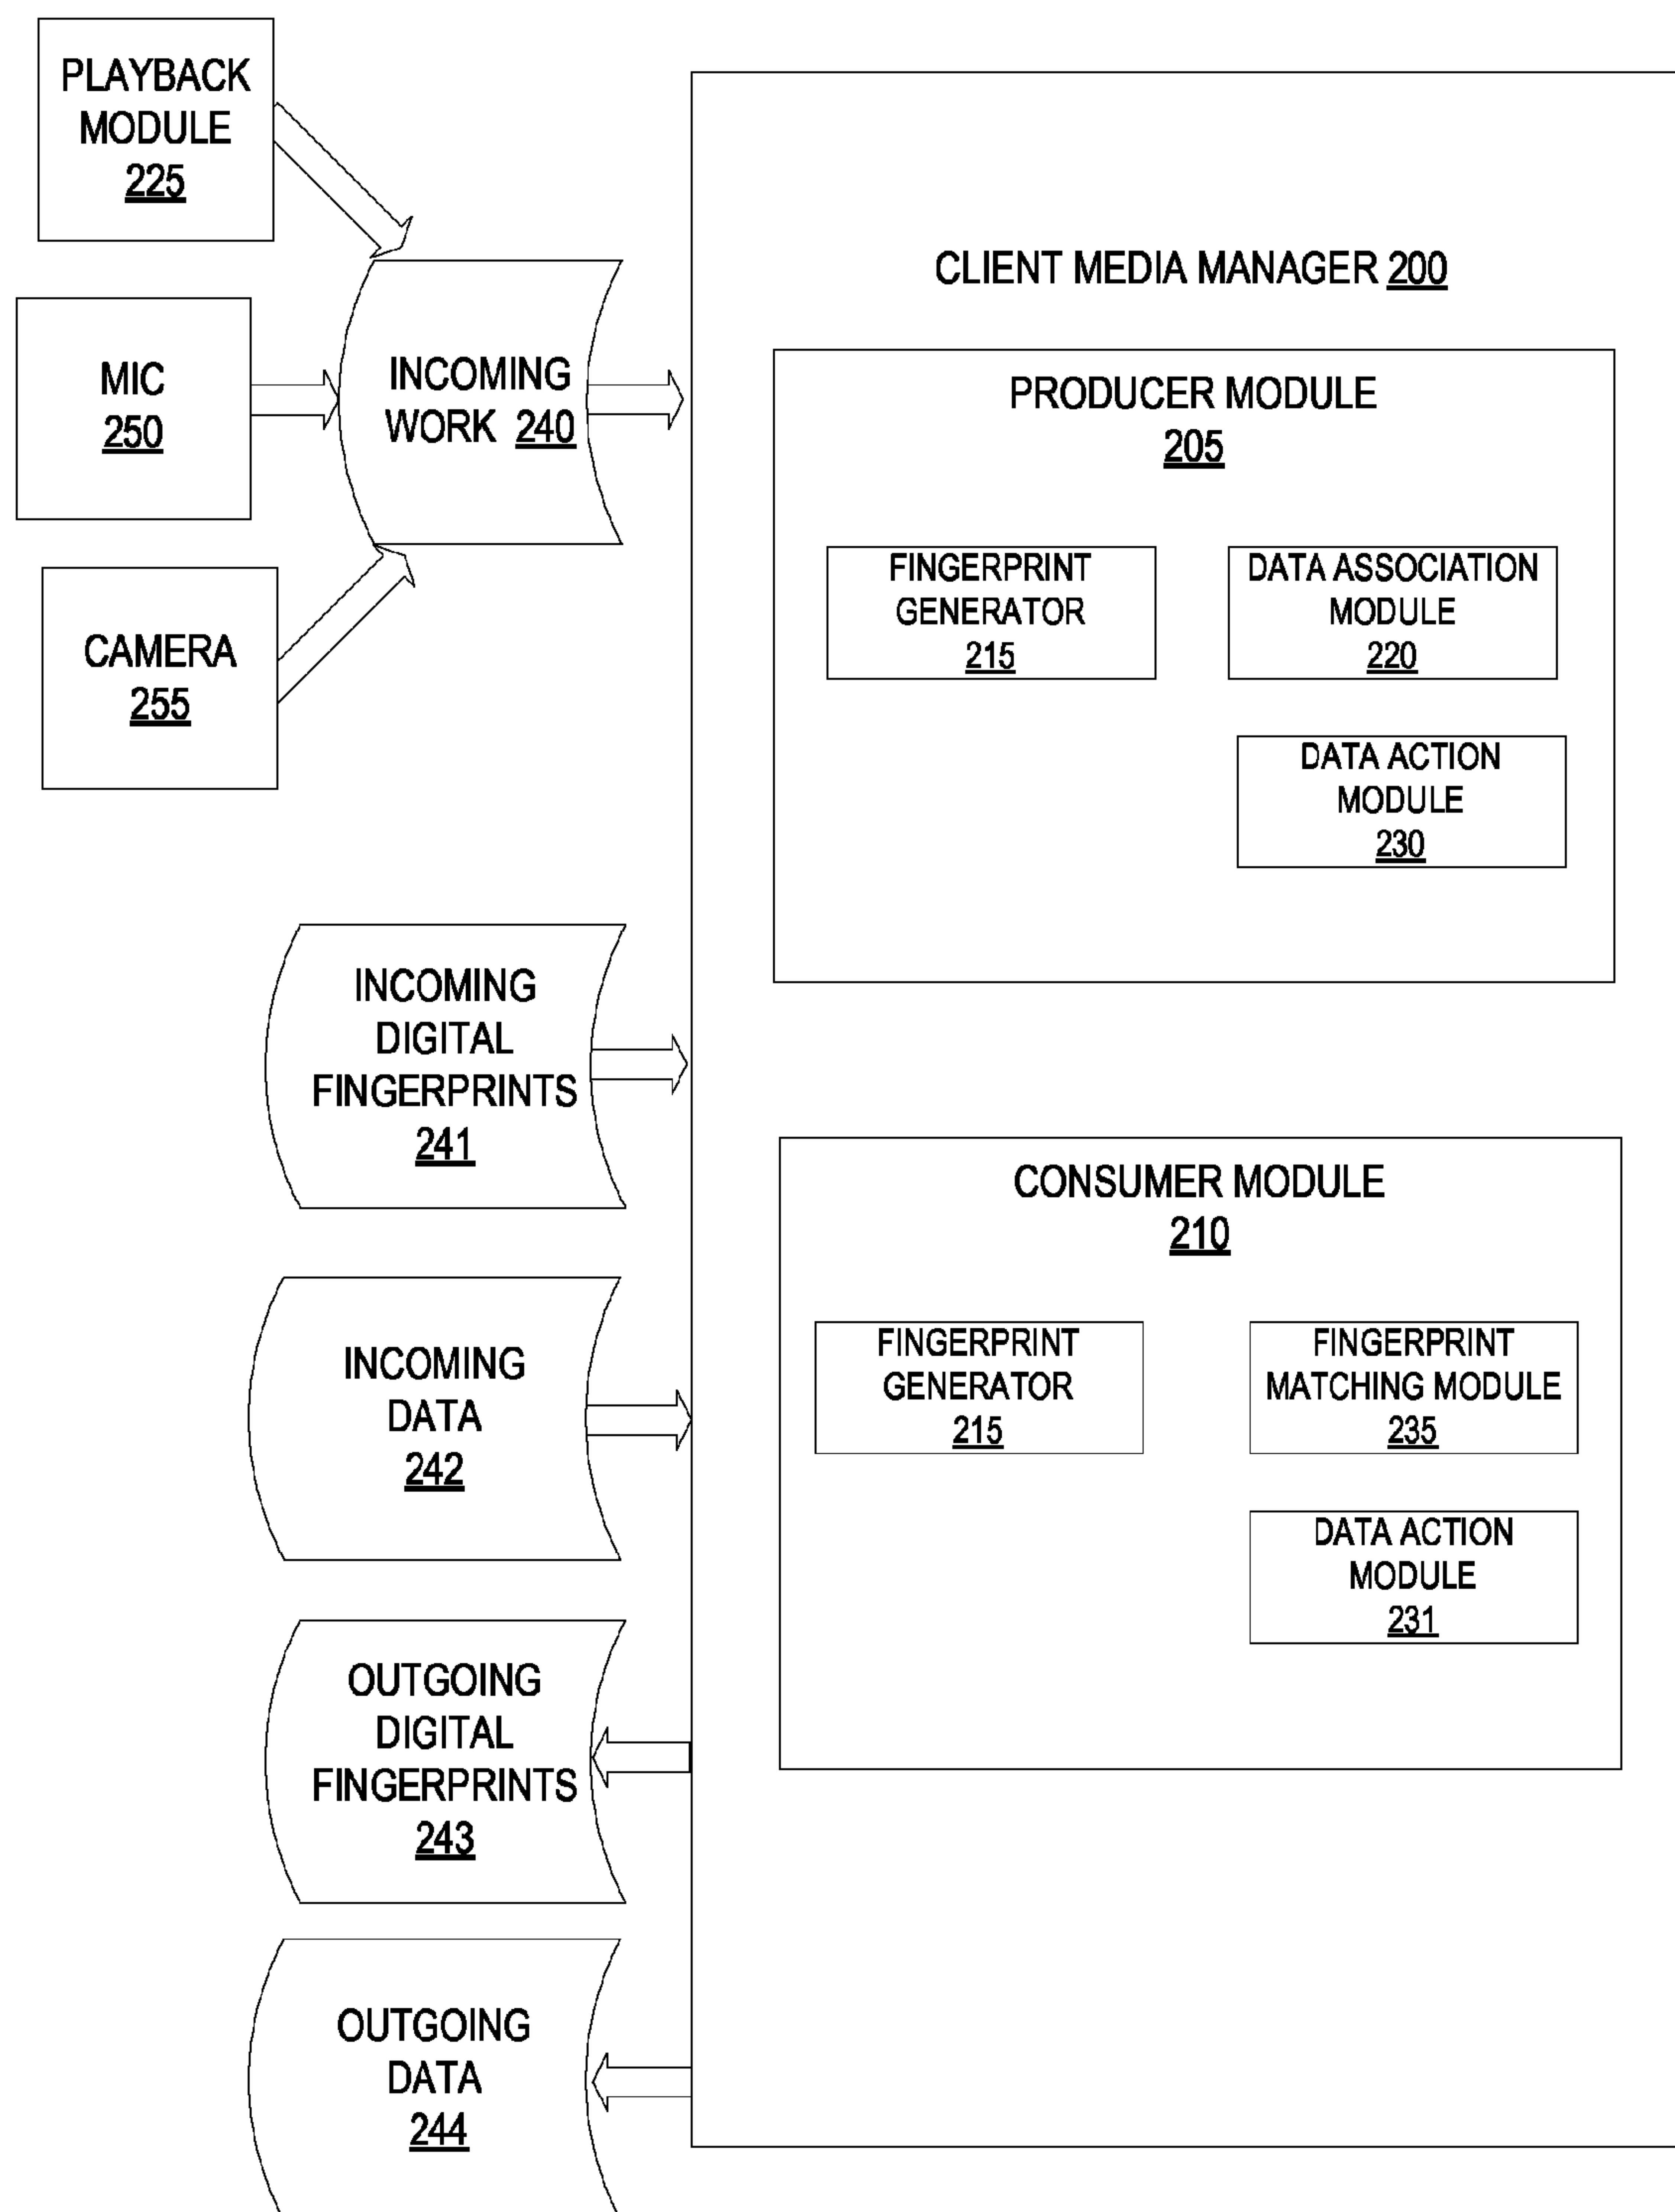 PLAYBACK
MODULE
225
MIC
250
CAMERA
255
INCOMING
WORK 240
INCOMING
DIGITAL
FINGERPRINTS
241
INCOMING
DATA
242
OUTGOING
DIGITAL
FINGERPRINTS
243
OUTGOING
DATA
244
CLIENT MEDIA MANAGER 200
PRODUCER MODULE
205
FINGERPRINT
GENERATOR
215
DATA ASSOCIATION
MODULE
220
DATA ACTION
MODULE
230
CONSUMER MODULE
210
FINGERPRINT
GENERATOR
215
FINGERPRINT
MATCHING MODULE
235
DATA ACTION
MODULE
231